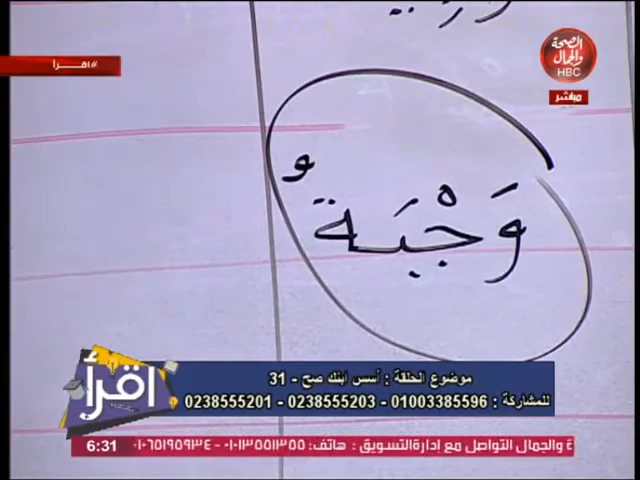 الصحة
والجمال
HBC
مباشر
#اقرأ
وَجْبَةٌ
اقرأ
موضوع الحلقة : أسس ابنك صح - 31
للمشاركة : 01003385596 - 0238555203 - 0238555201
ة والجمال التواصل مع إدارة التسويق : هاتف: ٠١٠١٣٥٥١٣٥٥ - ٠١٠٦٥١٩٥٩٣٤
6:31